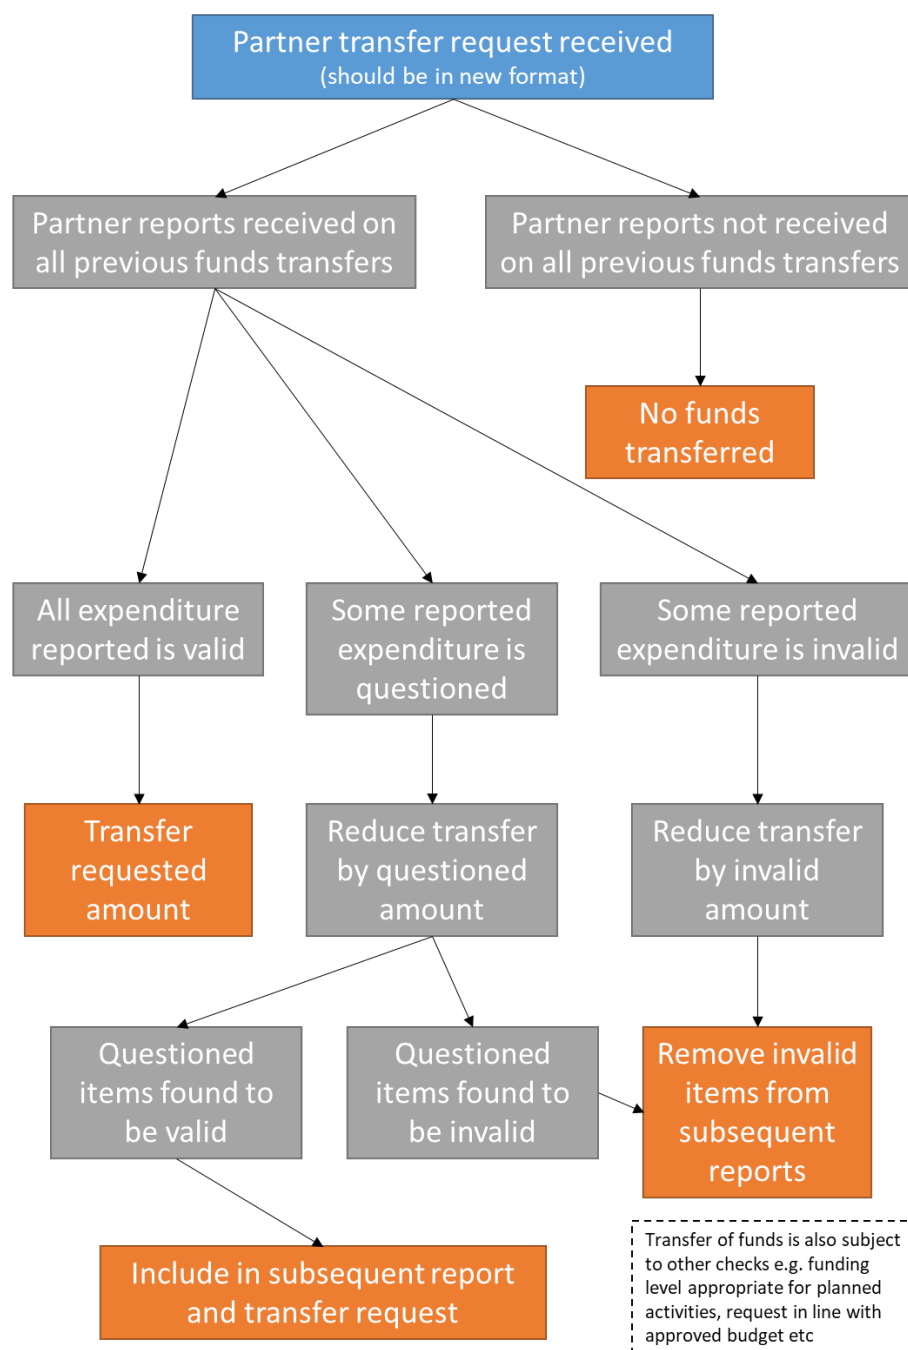 Partner transfer request received
(should be in new format)
Partner reports received on
all previous funds transfers
Partner reports not received
on all previous funds transfers
No funds
transferred
All expenditure
reported is valid
Some reported
expenditure is
questioned
Some reported
expenditure is invalid
Transfer
requested
amount
Reduce transfer
by questioned
amount
Reduce transfer
by invalid
amount
Questioned
items found to
be valid
Questioned
items found to
be invalid
Remove invalid
items from
subsequent
reports
Include in subsequent report
and transfer request
Transfer of funds is also subject
to other checks e.g. funding
level appropriate for planned
activities, request in line with
approved budget etc